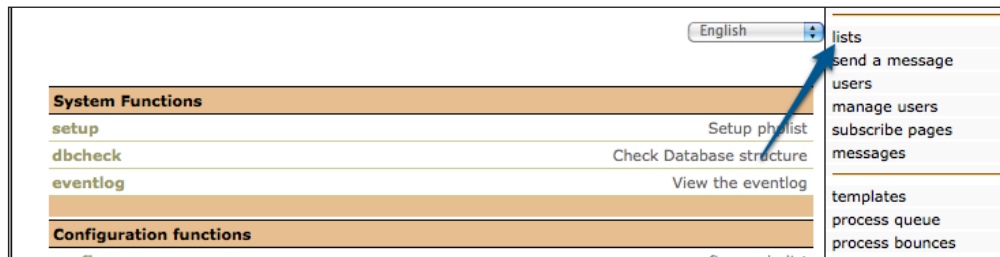 English
System Functions
setup Setup phplist
dbcheck Check Database structure
eventlog View the eventlog
Configuration functions
lists
send a message
users
manage users
subscribe pages
messages
templates
process queue
process bounces